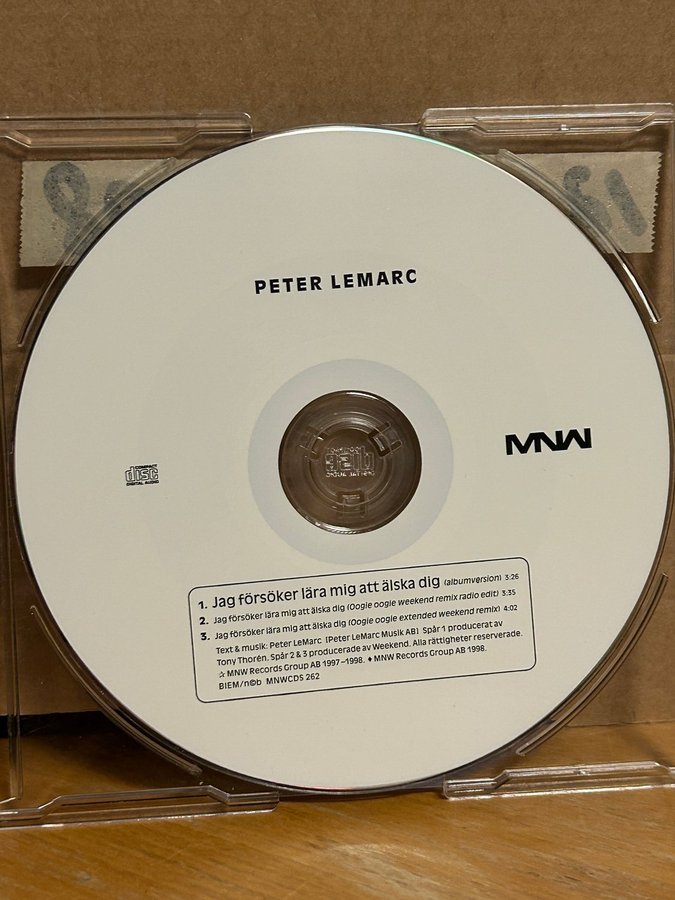 PETER LEMARC
MNW
COMPACT
disc
DIGITAL AUDIO
1. Jag försöker lära mig att älska dig (albumversion) 3:26
2. Jag försöker lära mig att älska dig (Oogie oogie weekend remix radio edit) 3:35
3. Jag försöker lära mig att älska dig (Oogie oogie extended weekend remix) 4:02
Text & musik: Peter LeMarc [Peter LeMarc Musik AB] Spår 1 producerat av
Tony Thorén. Spår 2 & 3 producerade av Weekend. Alla rättigheter reserverade.
☆ MNW Records Group AB 1997–1998. ♦ MNW Records Group AB 1998.
BIEM/n©b MNWCDS 262